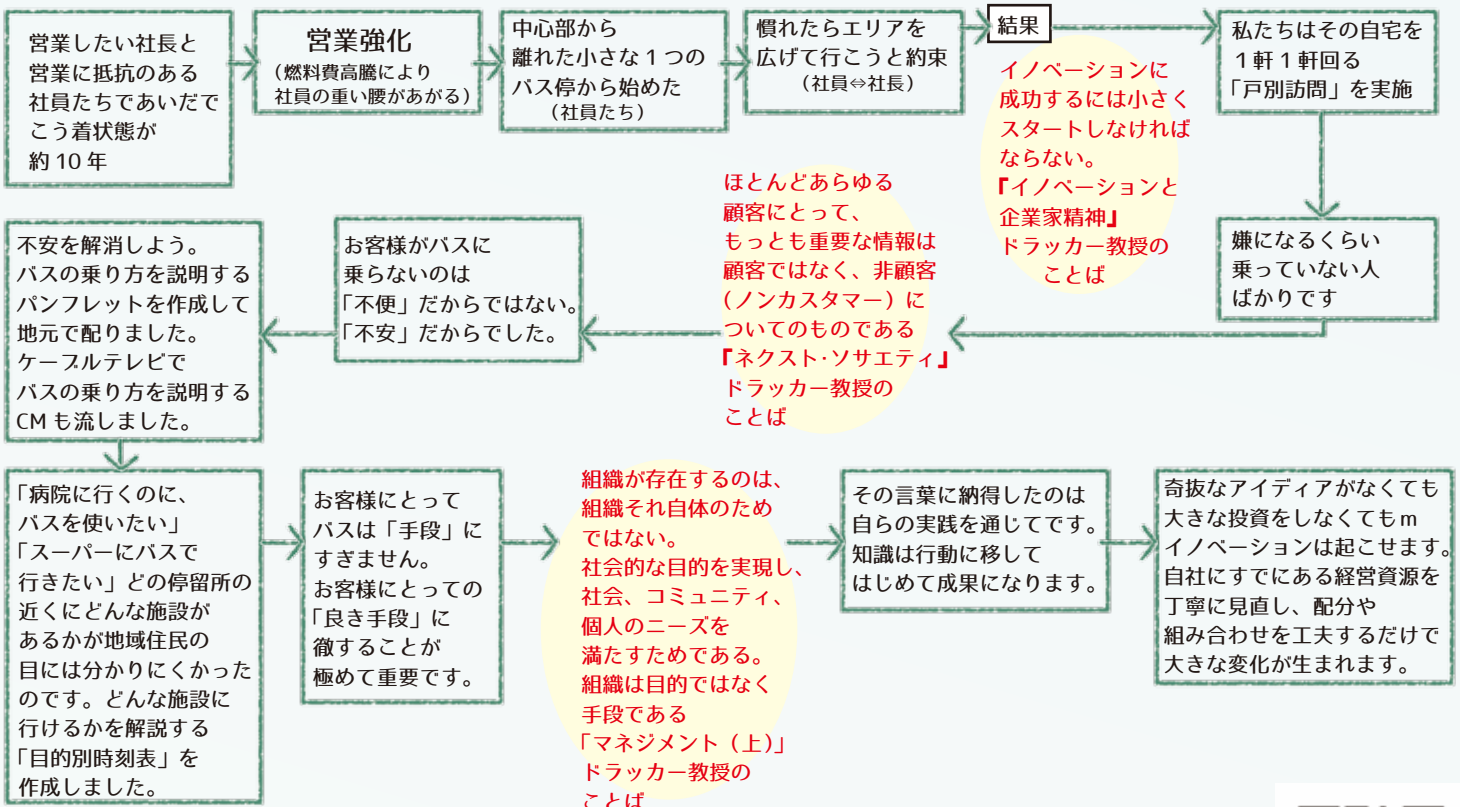 営業したい社長と
営業に抵抗のある
社員たちであいだで
こう着状態が
約10年
営業強化
(燃料費高騰により
社員の重い腰があがる)
中心部から
離れた小さな1つの
バス停から始めた
(社員たち)
慣れたらエリアを
広げて行こうと約束
(社員⇔社長)
結果
イノベーションに
成功するには小さく
スタートしなければ
ならない。
『イノベーションと
企業家精神』
ドラッカー教授の
ことば
私たちはその自宅を
1軒1軒回る
「戸別訪問」を実施
嫌になるくらい
乗っていない人
ばかりです
ほとんどあらゆる
顧客にとって、
もっとも重要な情報は
顧客ではなく、非顧客
(ノンカスタマー)に
ついてのものである
『ネクスト・ソサエティ』
ドラッカー教授の
ことば
お客様がバスに
乗らないのは
「不便」だからではない。
「不安」だからでした。
不安を解消しよう。
バスの乗り方を説明する
パンフレットを作成して
地元で配りました。
ケーブルテレビで
バスの乗り方を説明する
CMも流しました。
「病院に行くのに、
バスを使いたい」
「スーパーにバスで
行きたい」どの停留所の
近くにどんな施設が
あるかが地域住民の
目には分かりにくかった
のです。どんな施設に
行けるかを解説する
「目的別時刻表」を
作成しました。
お客様にとって
バスは「手段」に
すぎません。
お客様にとっての
「良き手段」に
徹することが
極めて重要です。
組織が存在するのは、
組織それ自体のため
ではない。
社会的な目的を実現し、
社会、コミュニティ、
個人のニーズを
満たすためである。
組織は目的ではなく
手段である
「マネジメント(上)」
ドラッカー教授の
ことば
その言葉に納得したのは
自らの実践を通じてです。
知識は行動に移して
はじめて成果になります。
奇抜なアイディアがなくても
大きな投資をしなくてもm
イノベーションは起こせます。
自社にすでにある経営資源を
丁寧に見直し、配分や
組み合わせを工夫するだけで
大きな変化が生まれます。